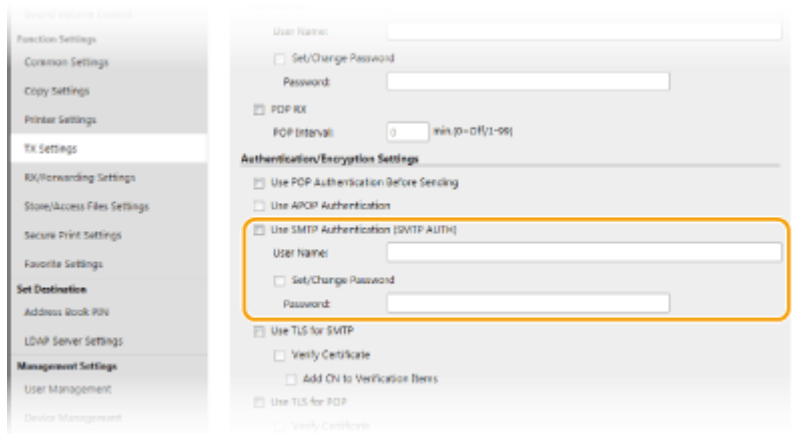 Sound Volume Control
Function Settings
Common Settings
Copy Settings
Printer Settings
TX Settings
RX/Forwarding Settings
Store/Access Files Settings
Secure Print Settings
Favorite Settings
Set Destination
Address Book PIN
LDAP Server Settings
Management Settings
User Management
Device Management
User Name:
Set/Change Password
Password:
POP RX
POP Interval:
0
min.(0=Off/1-99)
Authentication/Encryption Settings
Use POP Authentication Before Sending
Use APOP Authentication
Use SMTP Authentication (SMTP AUTH)
User Name:
Set/Change Password
Password:
Use TLS for SMTP
Verify Certificate
Add CN to Verification Items
Use TLS for POP
Verify Certificate